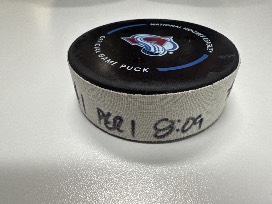 NATIONAL HOCKEY LEAGUE
OFFICIAL GAME PUCK
PER 1 8:09